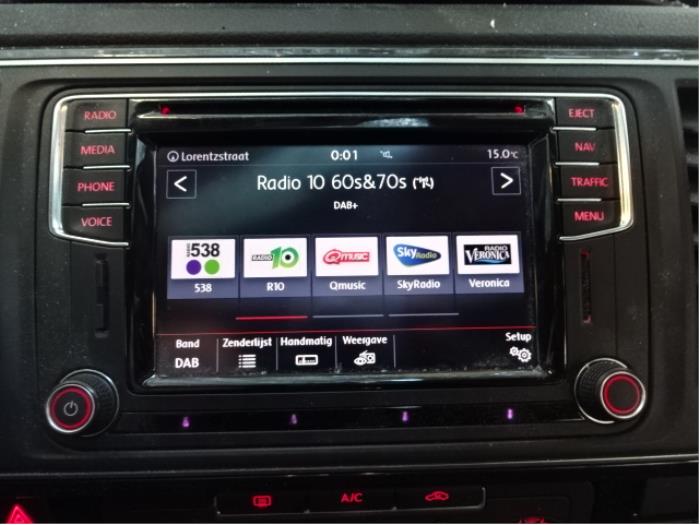 RADIO
MEDIA
PHONE
VOICE
EJECT
NAV
TRAFFIC
MENU
Lorentzstraat 0:01 15.0°C
< Radio 10 60s&70s >
DAB+
RADIO 538
RADIO 10
Qmusic
Sky Radio
RADIO VERONICA
538 R10 Qmusic SkyRadio Veronica
Band Zenderlijst Handmatig Weergave Setup
DAB
A/C